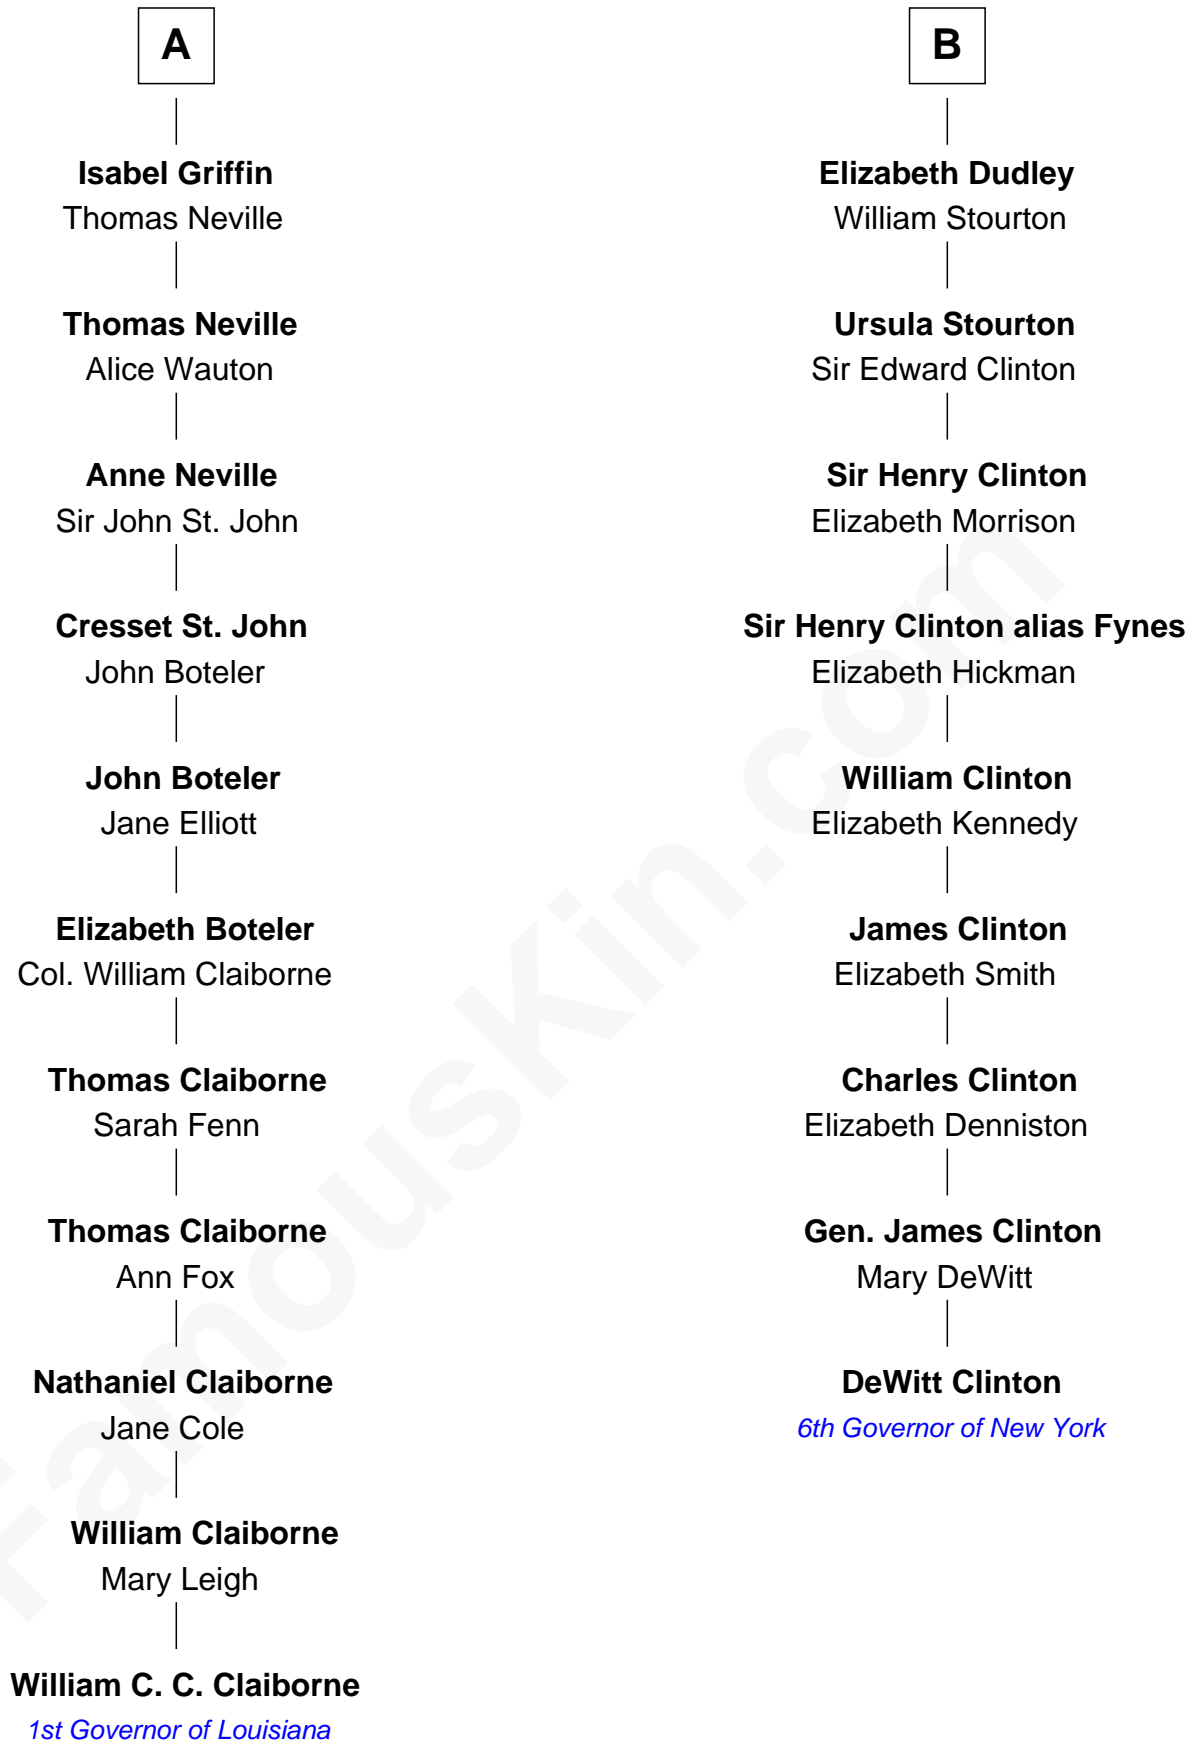 A
Isabel Griffin
Thomas Neville
Thomas Neville
Alice Wauton
Anne Neville
Sir John St. John
Cresset St. John
John Boteler
John Boteler
Jane Elliott
Elizabeth Boteler
Col. William Claiborne
Thomas Claiborne
Sarah Fenn
Thomas Claiborne
Ann Fox
Nathaniel Claiborne
Jane Cole
William Claiborne
Mary Leigh
William C. C. Claiborne
1st Governor of Louisiana
B
Elizabeth Dudley
William Stourton
Ursula Stourton
Sir Edward Clinton
Sir Henry Clinton
Elizabeth Morrison
Sir Henry Clinton alias Fynes
Elizabeth Hickman
William Clinton
Elizabeth Kennedy
James Clinton
Elizabeth Smith
Charles Clinton
Elizabeth Denniston
Gen. James Clinton
Mary DeWitt
DeWitt Clinton
6th Governor of New York
FamousKin.com